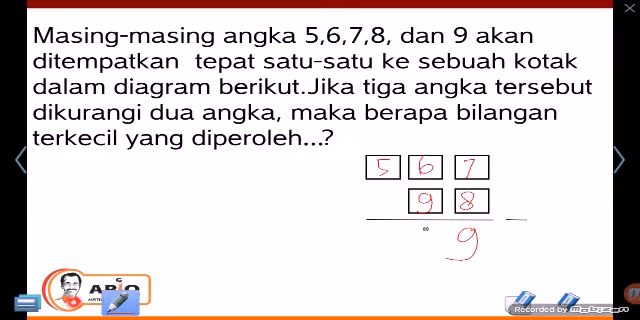 Masing-masing angka 5,6,7,8, dan 9 akan
ditempatkan tepat satu-satu ke sebuah kotak
dalam diagram berikut.Jika tiga angka tersebut
dikurangi dua angka, maka berapa bilangan
terkecil yang diperoleh...?
5 6 7
9 8
9
Recorded by